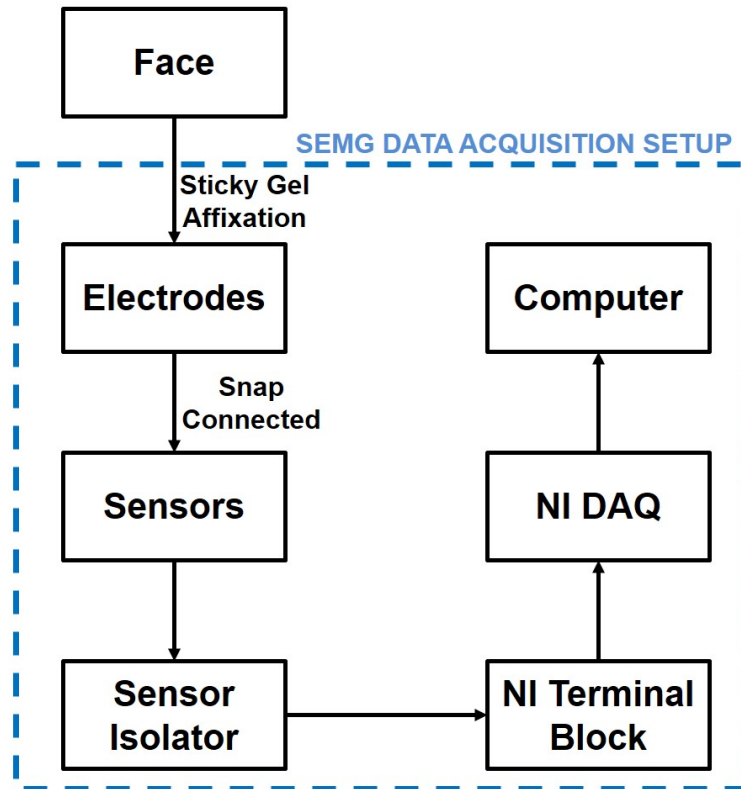 Face
SEMG DATA ACQUISITION SETUP
Sticky Gel
Affixation
Electrodes
Snap
Connected
Sensors
Sensor
Isolator
NI Terminal
Block
NI DAQ
Computer